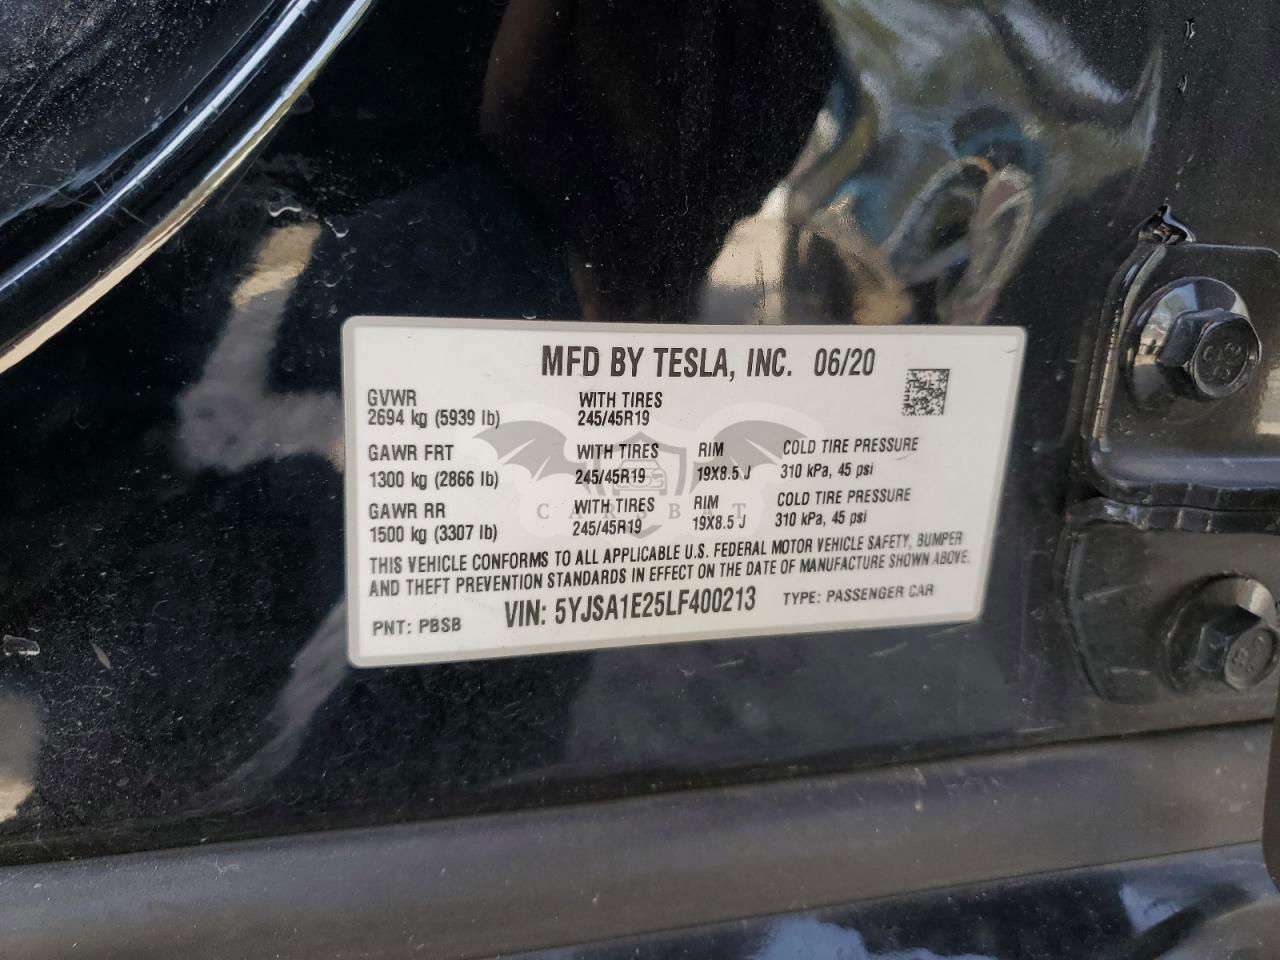 MFD BY TESLA, INC. 06/20
GVWR WITH TIRES
2694 kg (5939 lb) 245/45R19
GAWR FRT WITH TIRES RIM COLD TIRE PRESSURE
1300 kg (2866 lb) 245/45R19 19X8.5 J 310 kPa, 45 psi
GAWR RR WITH TIRES RIM COLD TIRE PRESSURE
1500 kg (3307 lb) 245/45R19 19X8.5 J 310 kPa, 45 psi
CARSBAT
THIS VEHICLE CONFORMS TO ALL APPLICABLE U.S. FEDERAL MOTOR VEHICLE SAFETY, BUMPER
AND THEFT PREVENTION STANDARDS IN EFFECT ON THE DATE OF MANUFACTURE SHOWN ABOVE.
PNT: PBSB VIN: 5YJSA1E25LF400213 TYPE: PASSENGER CAR